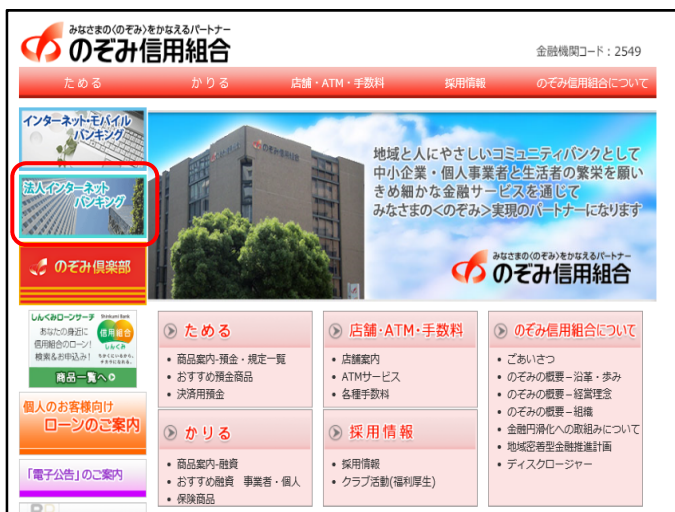 みなさまの〈のぞみ〉をかなえるパートナー
のぞみ信用組合
金融機関コード：2549
ためる
かりる
店舗・ATM・手数料
採用情報
のぞみ信用組合について
インターネット・モバイル
バンキング
法人インターネット
バンキング
のぞみ倶楽部
しんくみローンサーチ
あなたの身近に
信用組合のローン！
検索&お申込み！
信用組合
しんくみ
商品一覧へ
個人のお客様向け
ローンのご案内
「電子公告」のご案内
のぞみ信用組合
地域と人にやさしいコミュニティバンクとして
中小企業・個人事業者と生活者の繁栄を願い
きめ細かな金融サービスを通じて
みなさまの<のぞみ>実現のパートナーになります
みなさまの〈のぞみ〉をかなえるパートナー
のぞみ信用組合
ためる
・商品案内-預金・規定一覧
・おすすめ預金商品
・決済用預金
かりる
・商品案内-融資
・おすすめ融資　事業者・個人
・保険商品
店舗・ATM・手数料
・店舗案内
・ATMサービス
・各種手数料
採用情報
・採用情報
・クラブ活動(福利厚生)
のぞみ信用組合について
・ごあいさつ
・のぞみの概要－沿革・歩み
・のぞみの概要－経営理念
・のぞみの概要－組織
・金融円滑化への取組みについて
・地域密着型金融推進計画
・ディスクロージャー